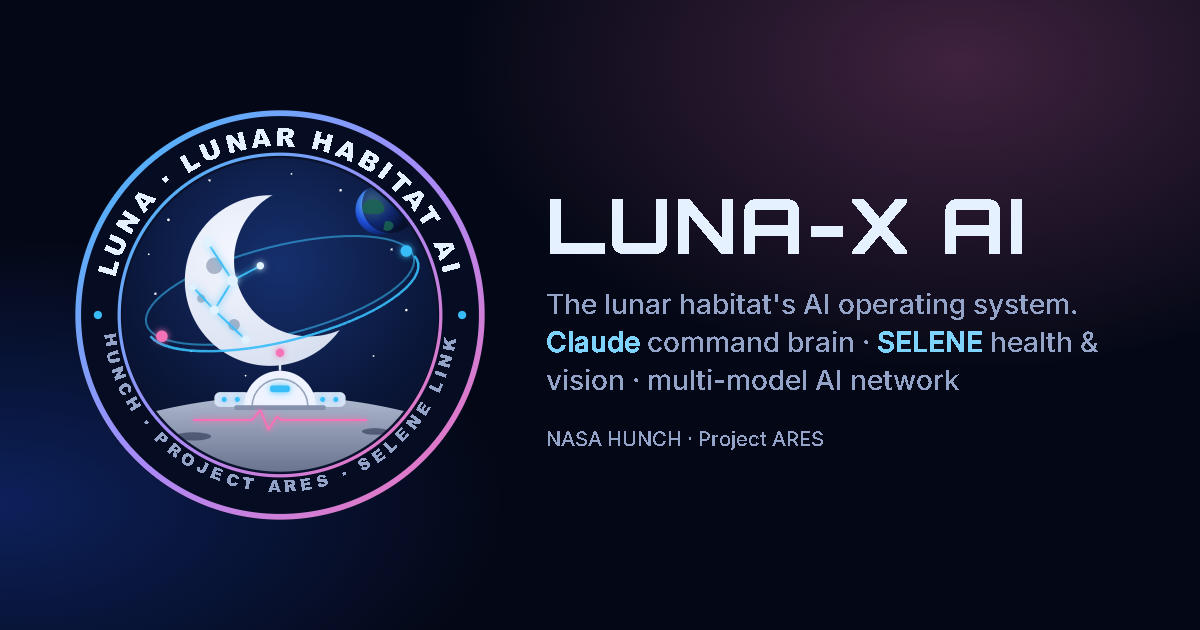 LUNA · LUNAR HABITAT AI
HUNCH · PROJECT ARES · SELENE LINK
LUNA-X AI
The lunar habitat's AI operating system.
Claude command brain · SELENE health &
vision · multi-model AI network
NASA HUNCH · Project ARES